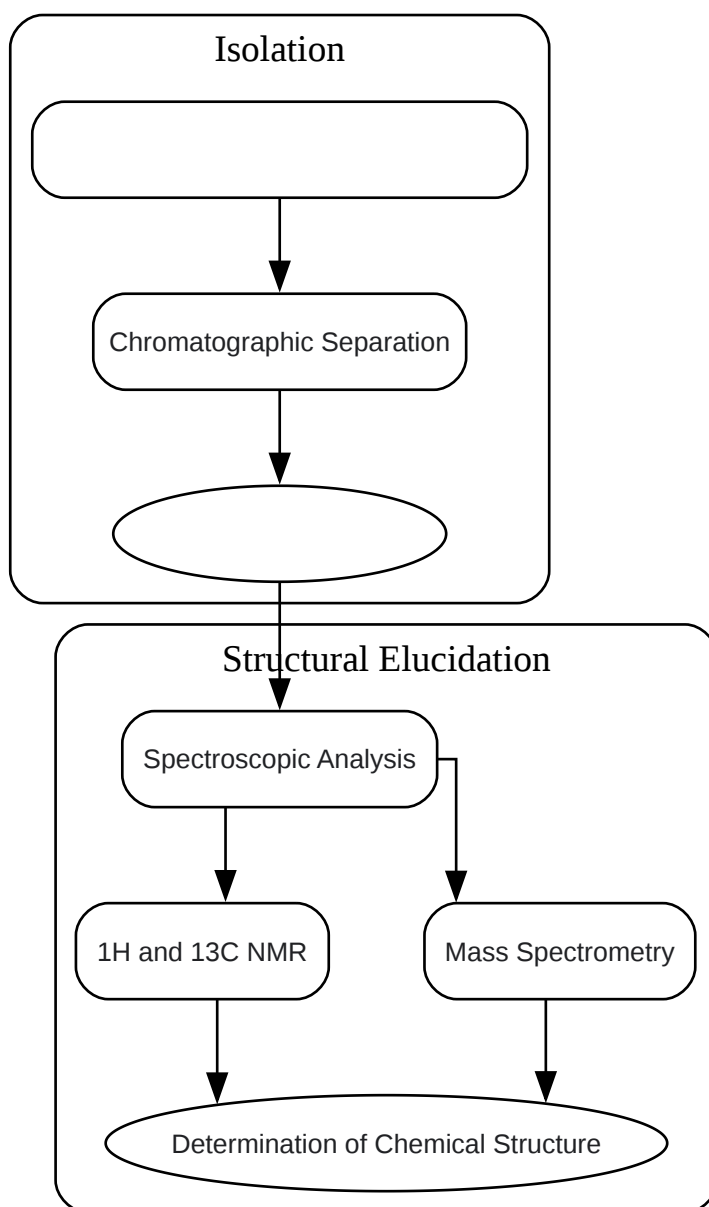 Isolation
Chromatographic Separation
Structural Elucidation
Spectroscopic Analysis
1H and 13C NMR
Mass Spectrometry
Determination of Chemical Structure